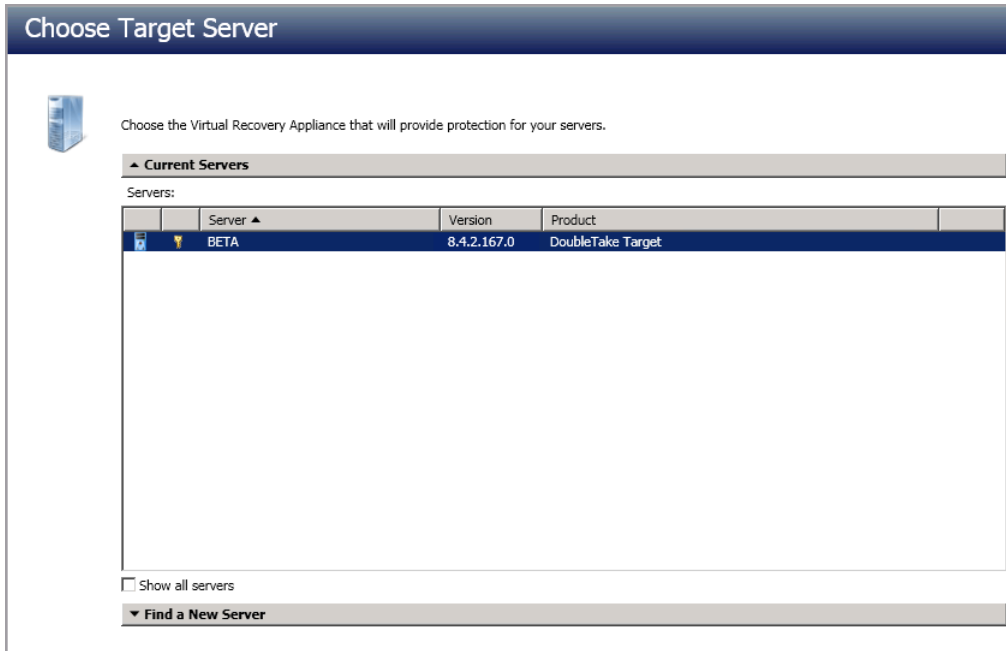 Choose Target Server
Choose the Virtual Recovery Appliance that will provide protection for your servers.
Current Servers
Servers:
Server Version Product
BETA 8.4.2.167.0 DoubleTake Target
Show all servers
Find a New Server